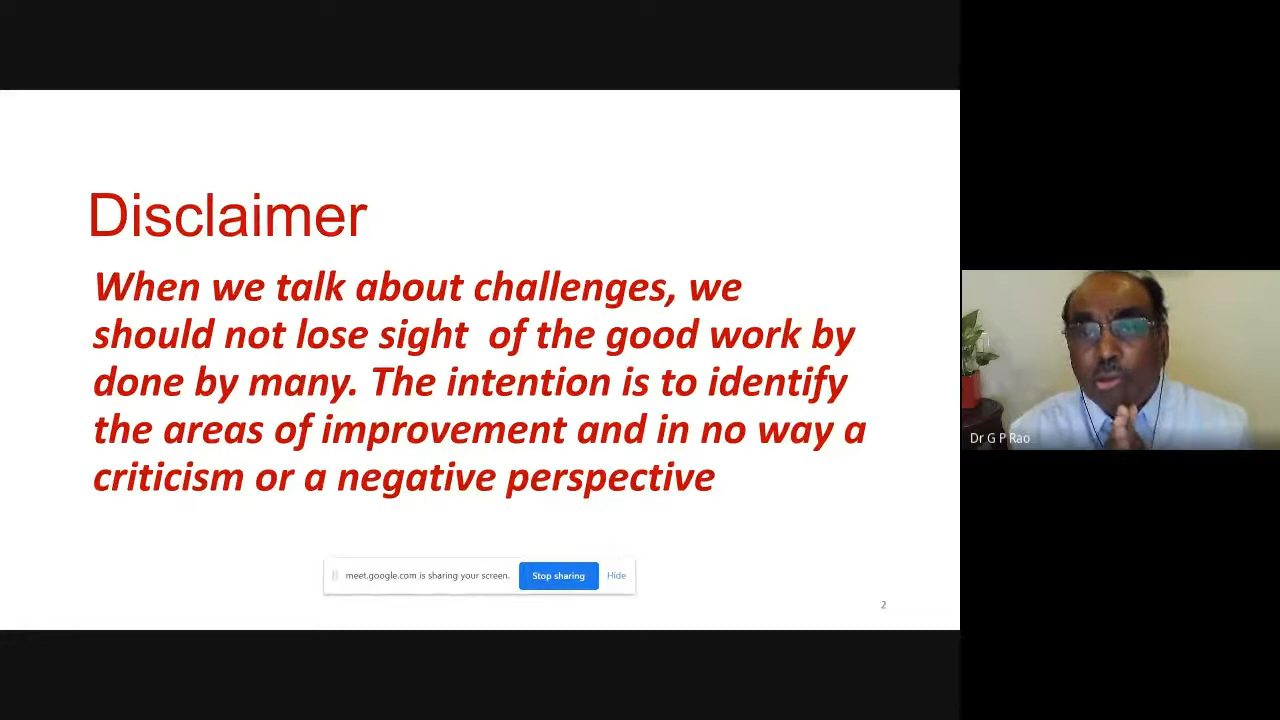 Disclaimer
When we talk about challenges, we
should not lose sight of the good work by
done by many. The intention is to identify
the areas of improvement and in no way a
criticism or a negative perspective
Dr G P Rao
meet.google.com is sharing your screen. Stop sharing Hide
2